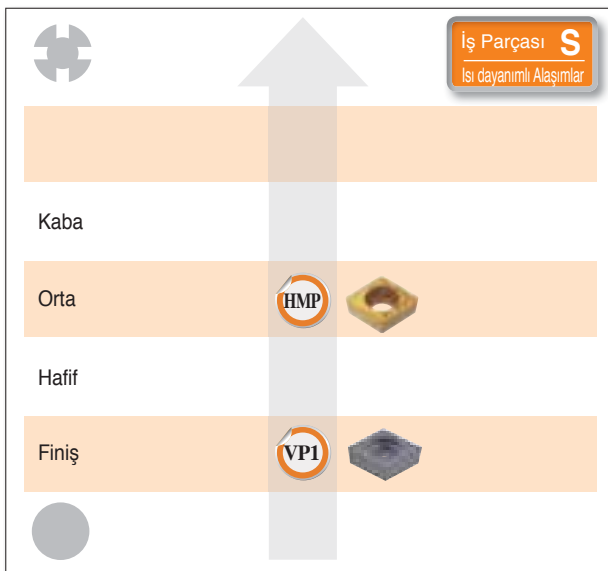 İş Parçası S
Isı dayanımlı Alaşımlar
Kaba
Orta
HMP
Hafif
Finiş
VP1